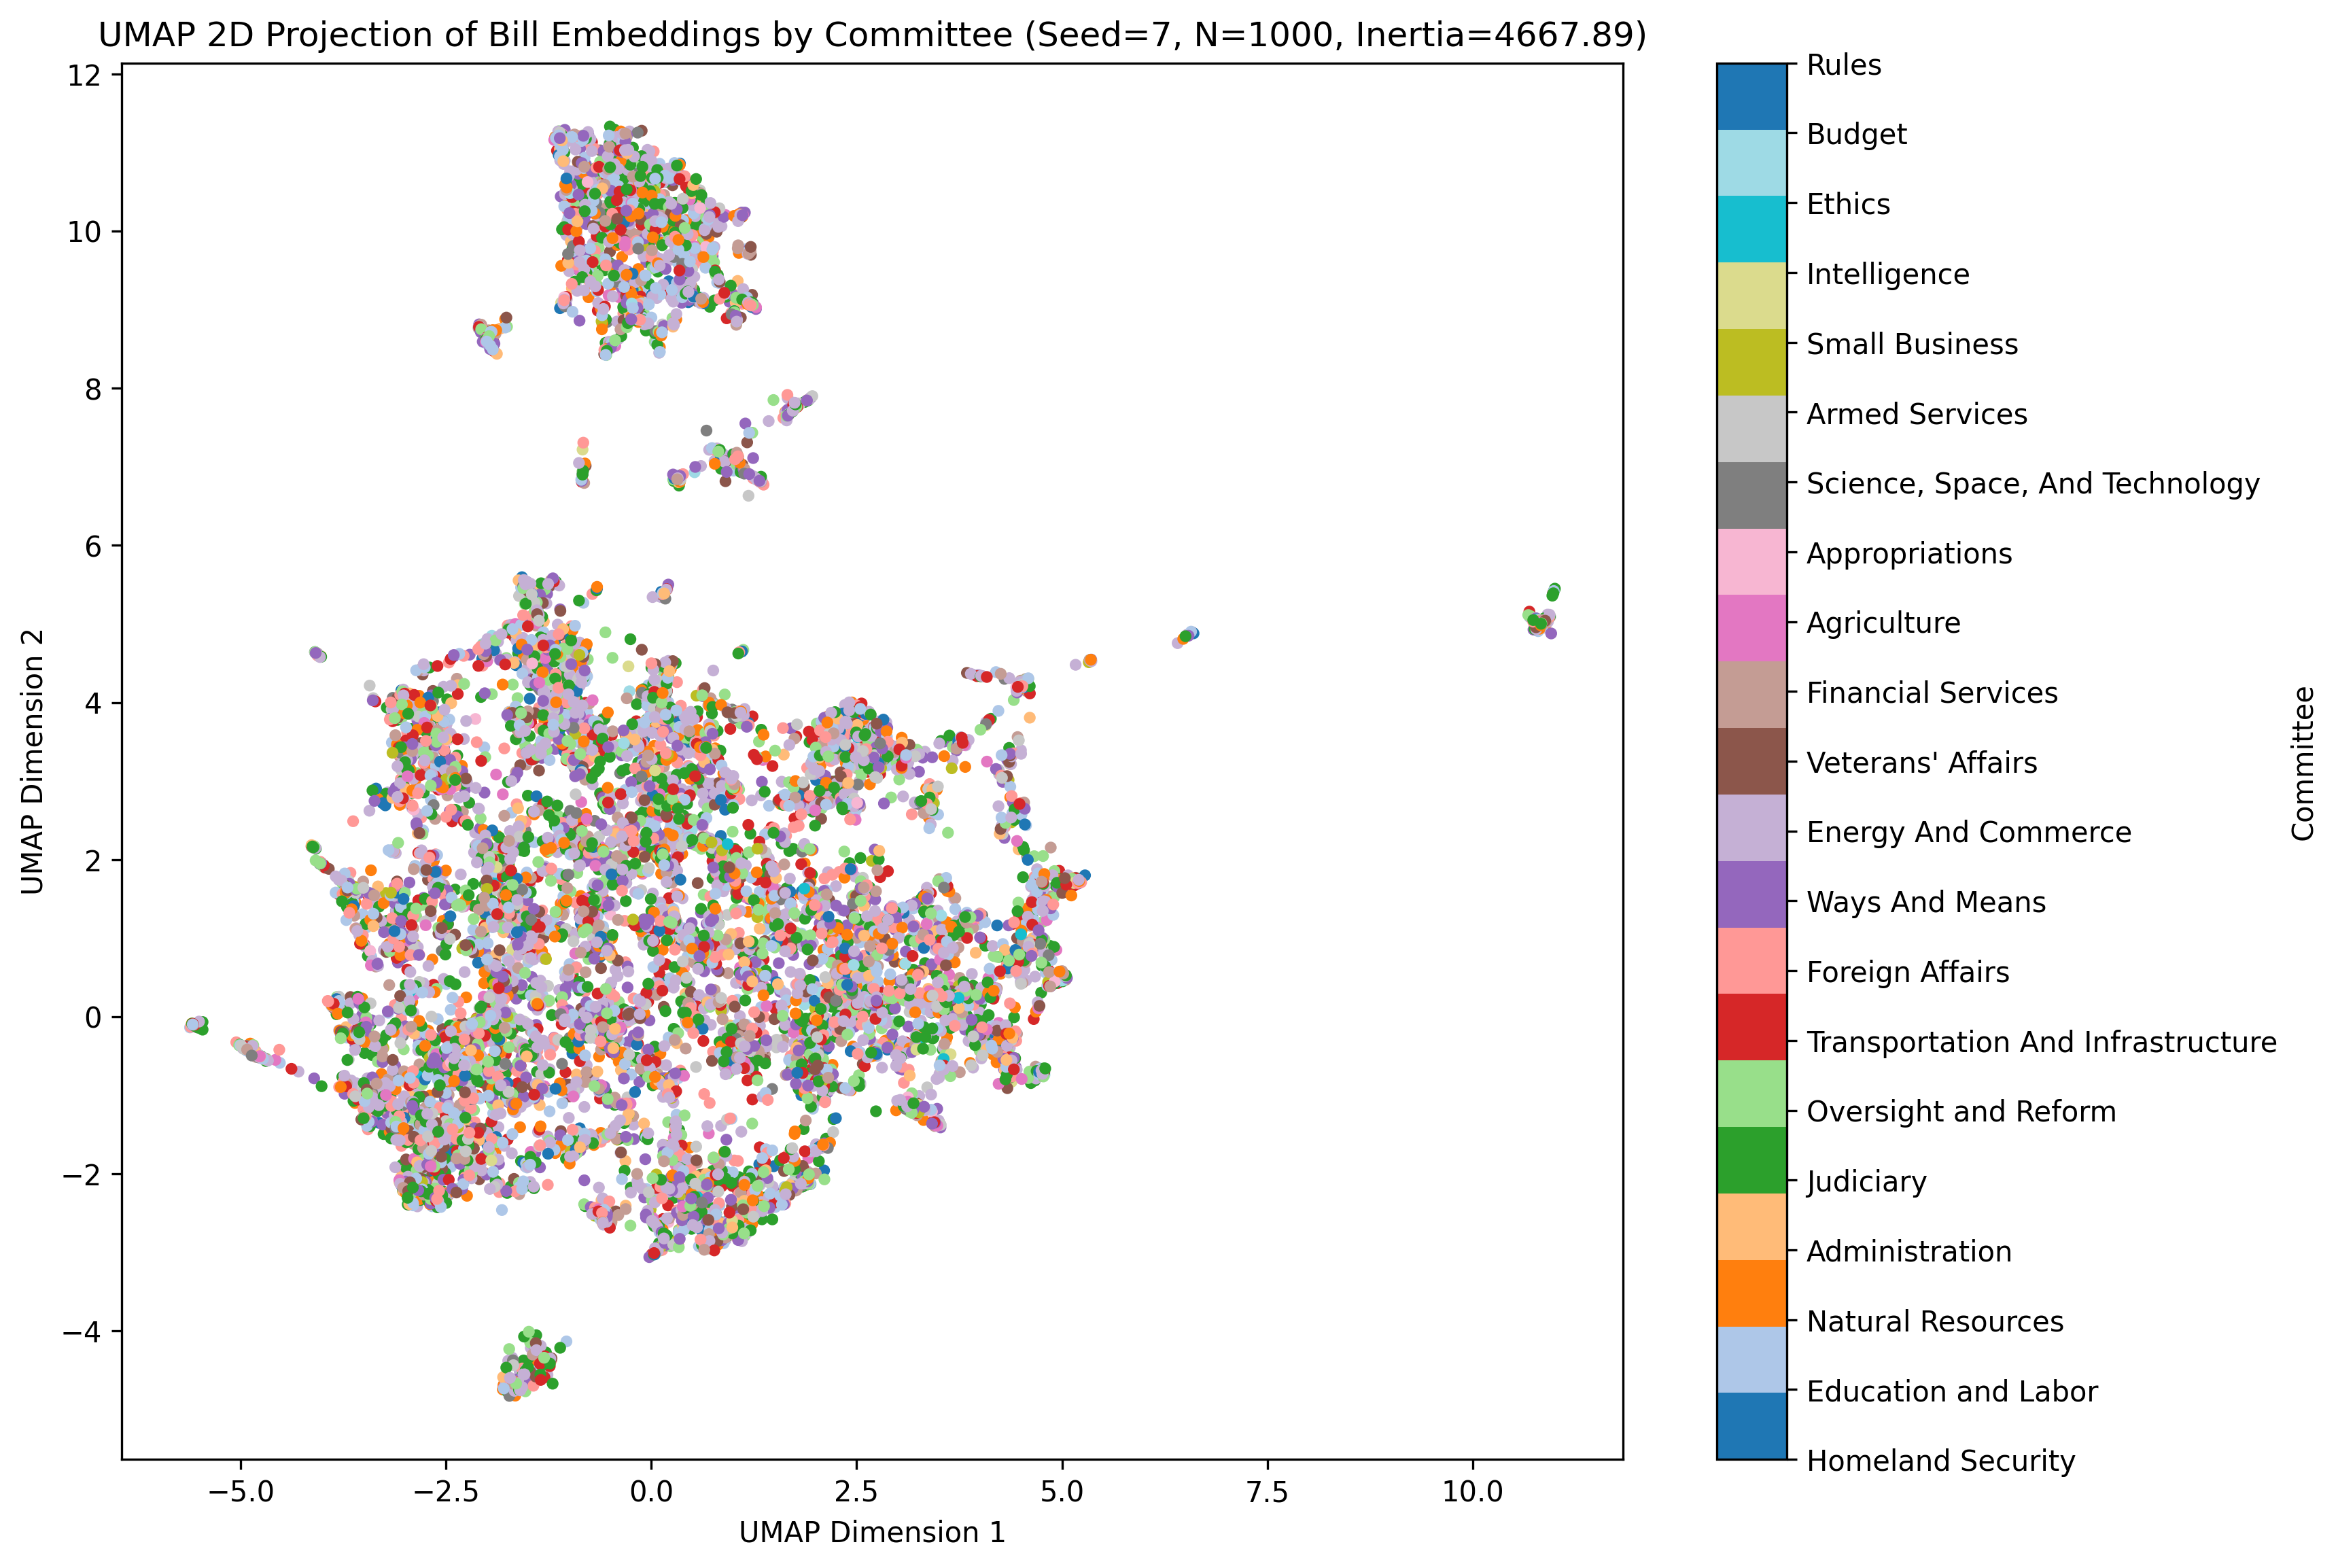 UMAP 2D Projection of Bill Embeddings by Committee (Seed=7, N=1000, Inertia=4667.89)
12
10
8
6
4
2
0
−2
−4
UMAP Dimension 2
−5.0
−2.5
0.0
2.5
5.0
7.5
10.0
UMAP Dimension 1
Rules
Budget
Ethics
Intelligence
Small Business
Armed Services
Science, Space, And Technology
Appropriations
Agriculture
Financial Services
Veterans' Affairs
Energy And Commerce
Ways And Means
Foreign Affairs
Transportation And Infrastructure
Oversight and Reform
Judiciary
Administration
Natural Resources
Education and Labor
Homeland Security
Committee